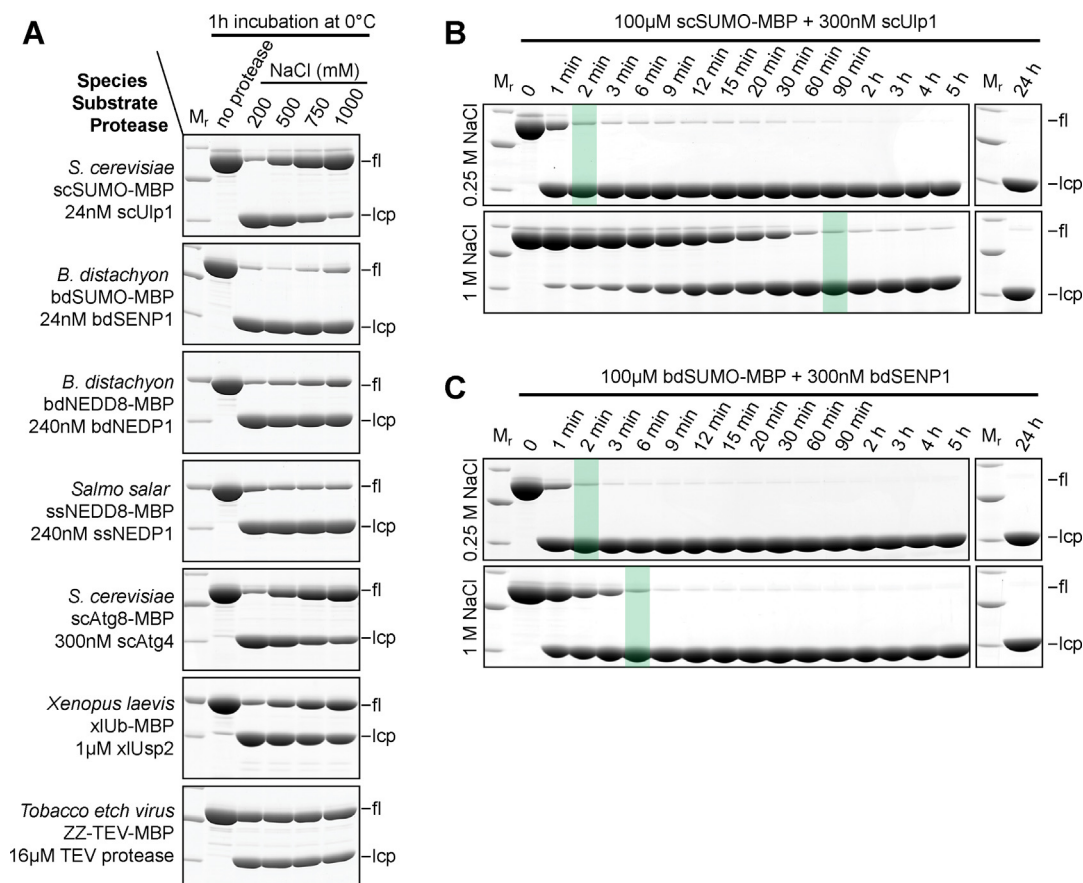 A
1h incubation at 0°C
Species
Substrate
Protease
Mr
no protease
NaCl (mM)
200
500
750
1000
S. cerevisiae
scSUMO-MBP
24nM scUlp1
–fl
–lcp
B. distachyon
bdSUMO-MBP
24nM bdSENP1
–fl
–lcp
B. distachyon
bdNEDD8-MBP
240nM bdNEDP1
–fl
–lcp
Salmo salar
ssNEDD8-MBP
240nM ssNEDP1
–fl
–lcp
S. cerevisiae
scAtg8-MBP
300nM scAtg4
–fl
–lcp
Xenopus laevis
xlUb-MBP
1µM xlUsp2
–fl
–lcp
Tobacco etch virus
ZZ-TEV-MBP
16µM TEV protease
–fl
–lcp
B
100µM scSUMO-MBP + 300nM scUlp1
Mr
0
1 min
2 min
3 min
6 min
9 min
12 min
15 min
20 min
30 min
60 min
90 min
2 h
3 h
4 h
5 h
Mr
24 h
0.25 M NaCl
–fl
–lcp
1 M NaCl
–fl
–lcp
C
100µM bdSUMO-MBP + 300nM bdSENP1
Mr
0
1 min
2 min
3 min
6 min
9 min
12 min
15 min
20 min
30 min
60 min
90 min
2 h
3 h
4 h
5 h
Mr
24 h
0.25 M NaCl
–fl
–lcp
1 M NaCl
–fl
–lcp